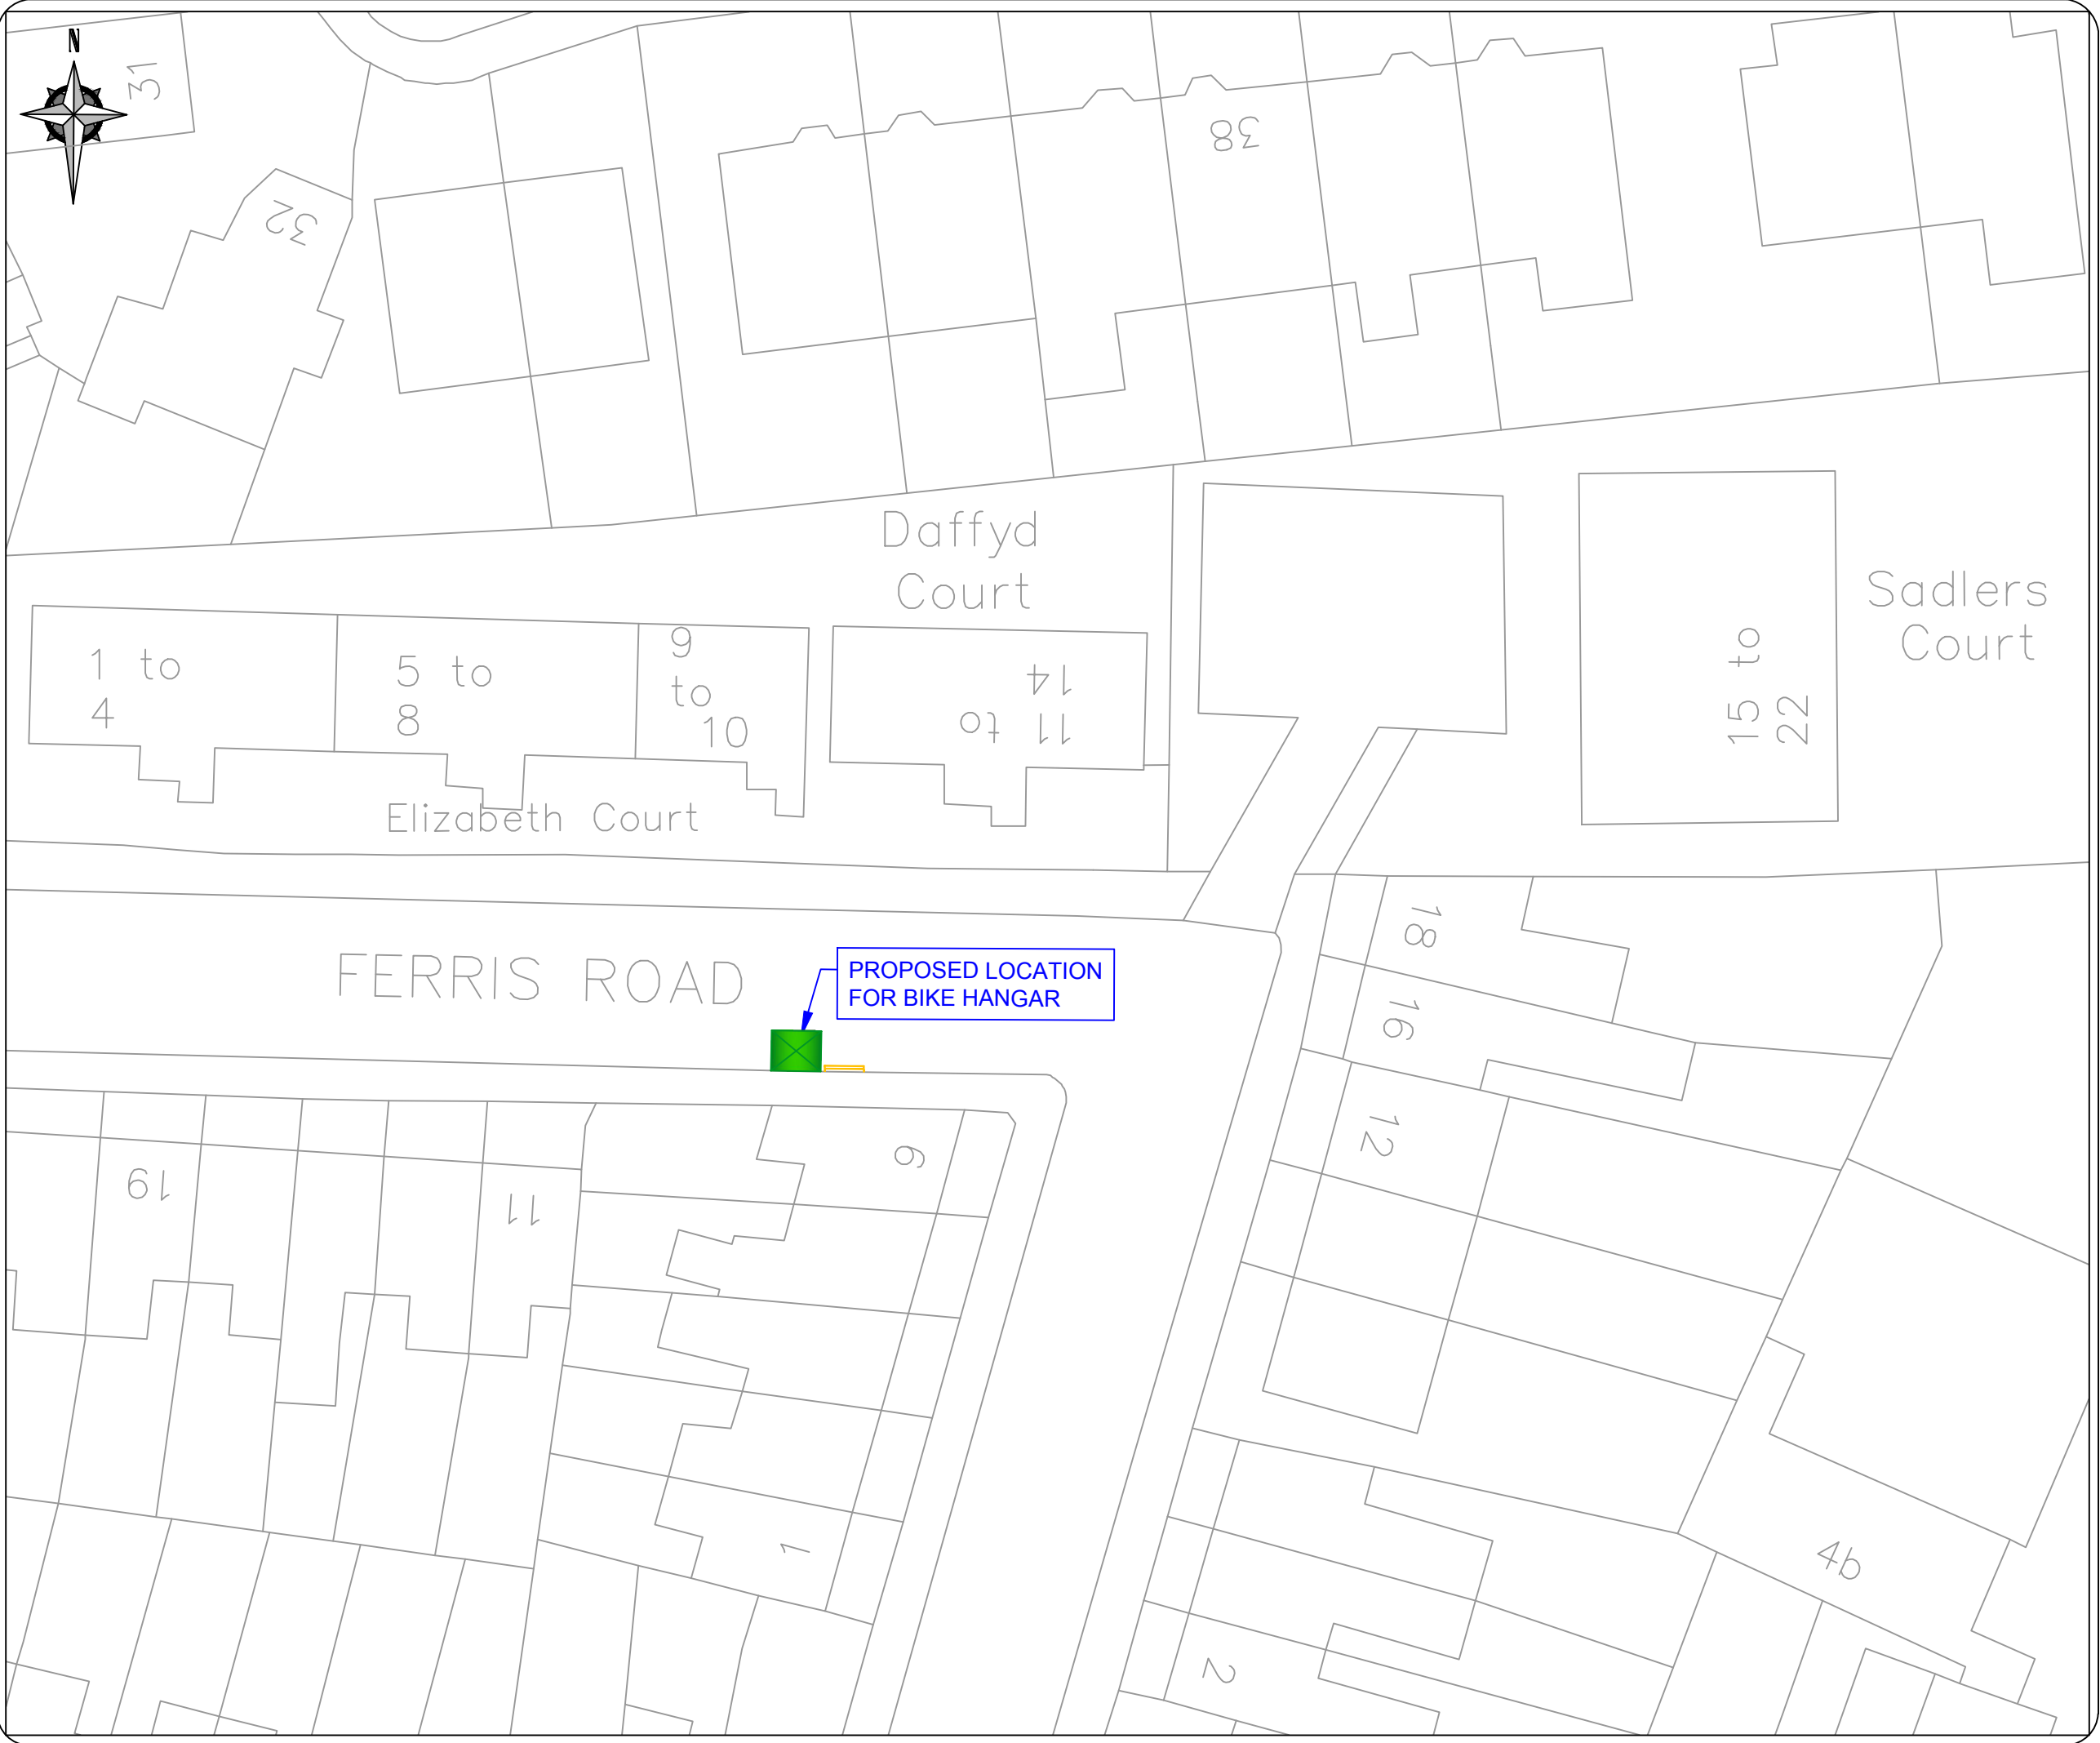 N
31
38
32
Daffyd
Court
Sadlers
Court
1 to
4
5 to
8
9
to
10
11 to
14
15 to
22
Elizabeth Court
18
FERRIS ROAD
PROPOSED LOCATION
FOR BIKE HANGAR
16
12
9
19
11
1
4b
2